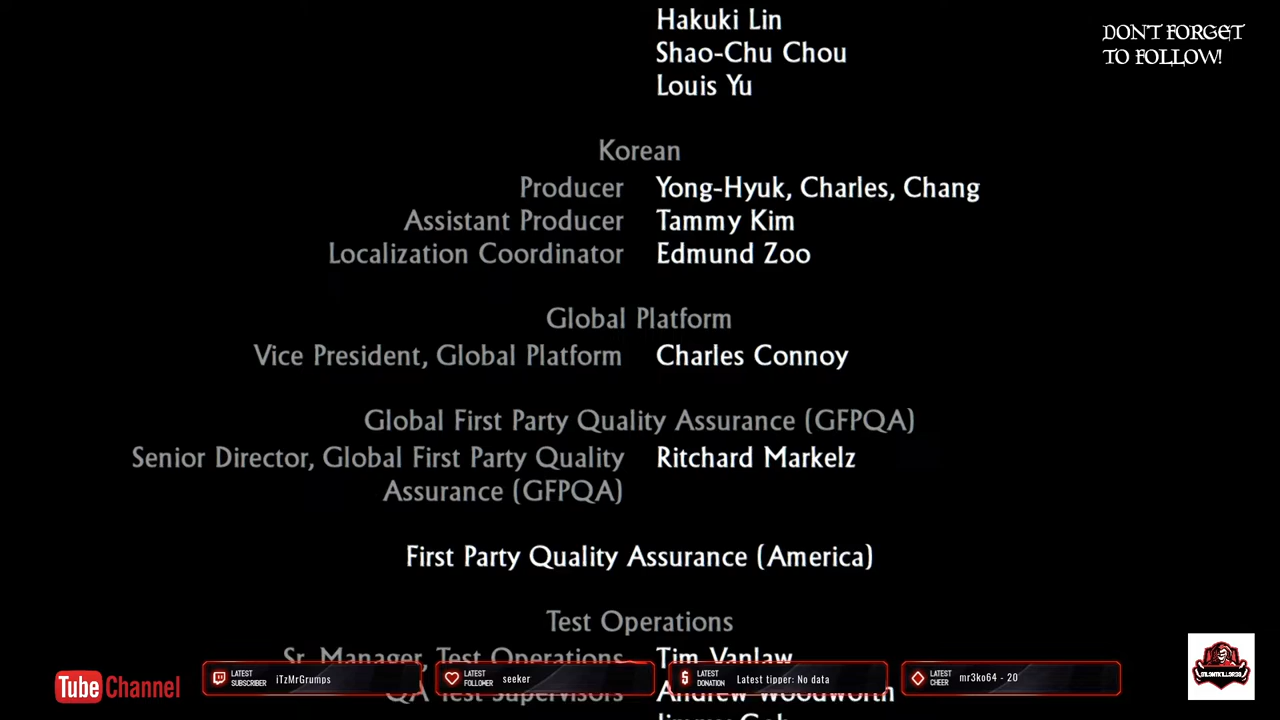 Hakuki Lin
Shao-Chu Chou
Louis Yu
DON'T FORGET
TO FOLLOW!
Korean
Producer Yong-Hyuk, Charles, Chang
Assistant Producer Tammy Kim
Localization Coordinator Edmund Zoo
Global Platform
Vice President, Global Platform Charles Connoy
Global First Party Quality Assurance (GFPQA)
Senior Director, Global First Party Quality Ritchard Markelz
Assurance (GFPQA)
First Party Quality Assurance (America)
Test Operations
Sr. Manager, Test Operations Tim Vanlaw
QA Test Supervisors Andrew Woodworth
YouTube Channel
LATEST
SUBSCRIBER iTzMrGrumps
LATEST
FOLLOWER seeker
LATEST
DONATION Latest tipper: No data
LATEST
CHEER mr3ko64 - 20